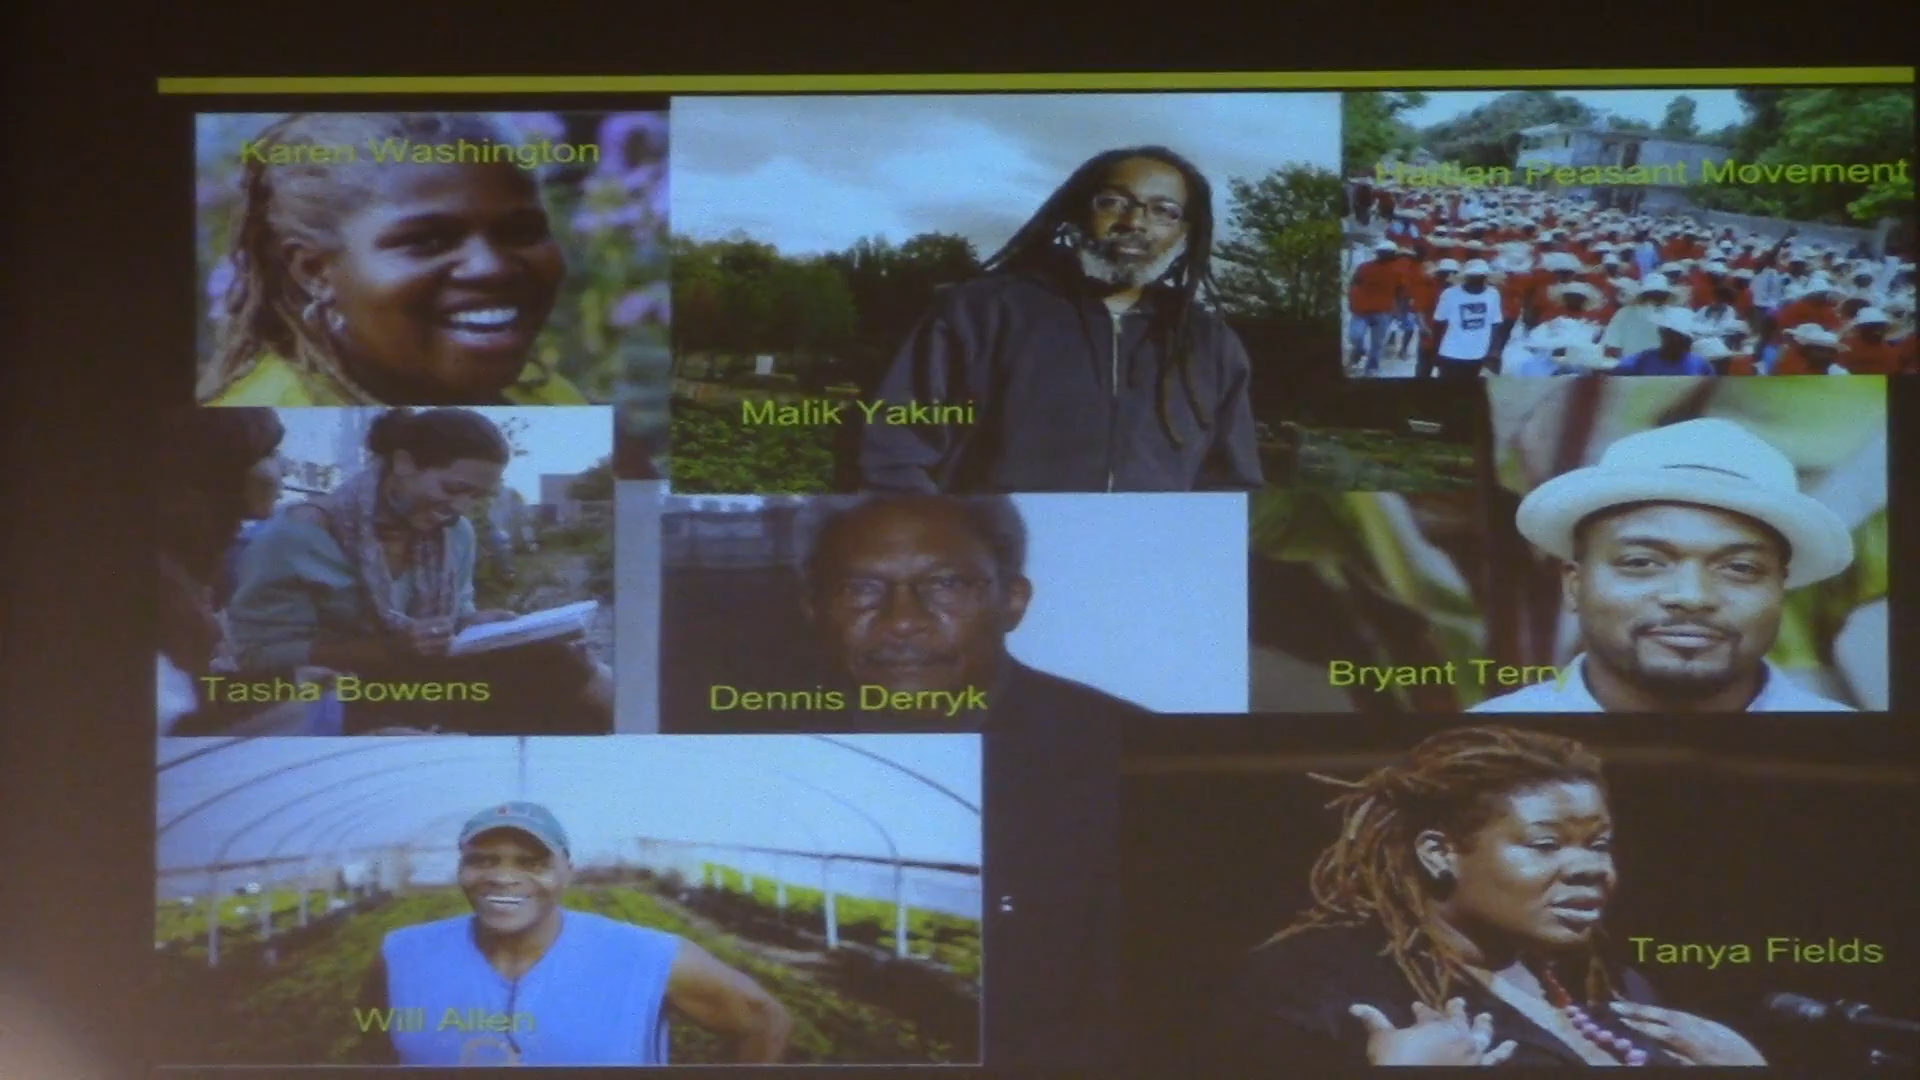 Karen Washington
Haitian Peasant Movement
Malik Yakini
Bryant Terry
Tasha Bowens
Dennis Derryk
Tanya Fields
Will Allen